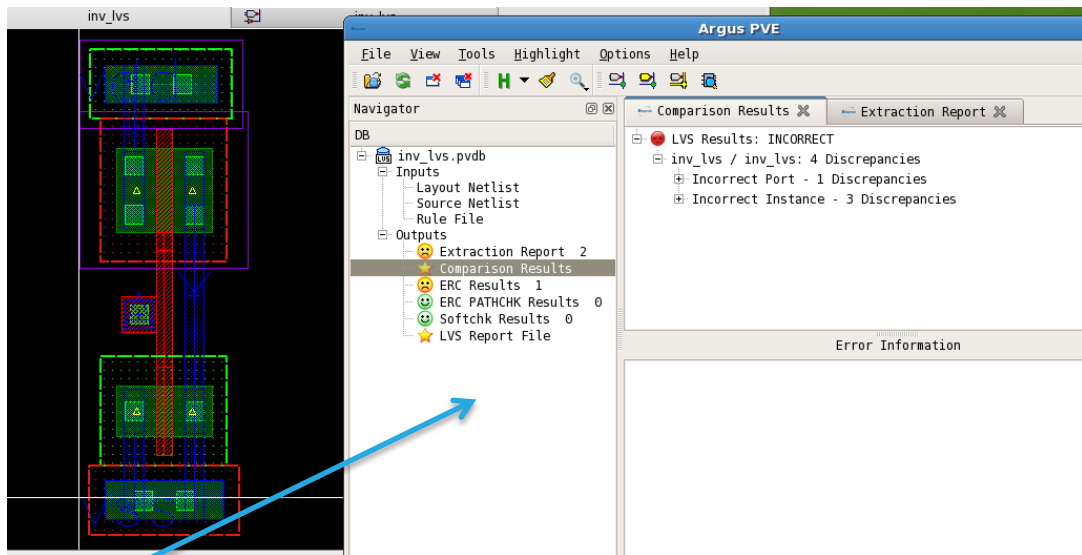 inv_lvs
Argus PVE
File View Tools Highlight Options Help
H
Navigator
DB
inv_lvs.pvdb
Inputs
Layout Netlist
Source Netlist
Rule File
Outputs
Extraction Report 2
Comparison Results
ERC Results 1
ERC PATHCHK Results 0
Softchk Results 0
LVS Report File
Comparison Results Extraction Report
LVS Results: INCORRECT
inv_lvs / inv_lvs: 4 Discrepancies
Incorrect Port - 1 Discrepancies
Incorrect Instance - 3 Discrepancies
Error Information